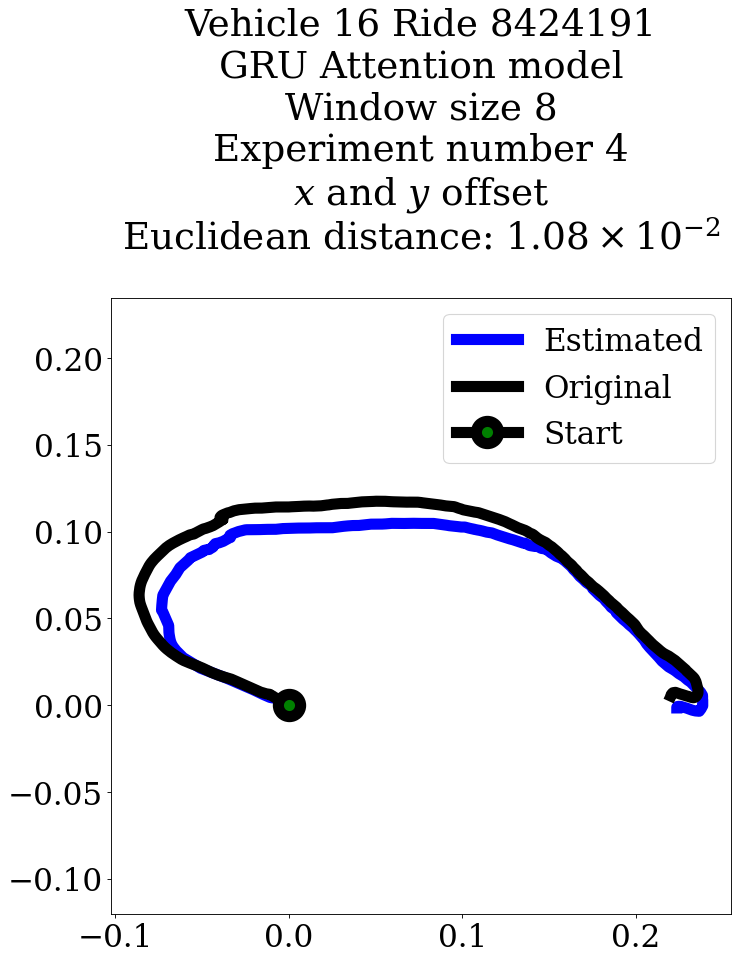 Vehicle 16 Ride 8424191
GRU Attention model
Window size 8
Experiment number 4
x and y offset
Euclidean distance: 1.08 × 10⁻²
Estimated
Original
Start
0.20
0.15
0.10
0.05
0.00
−0.05
−0.10
−0.1 0.0 0.1 0.2